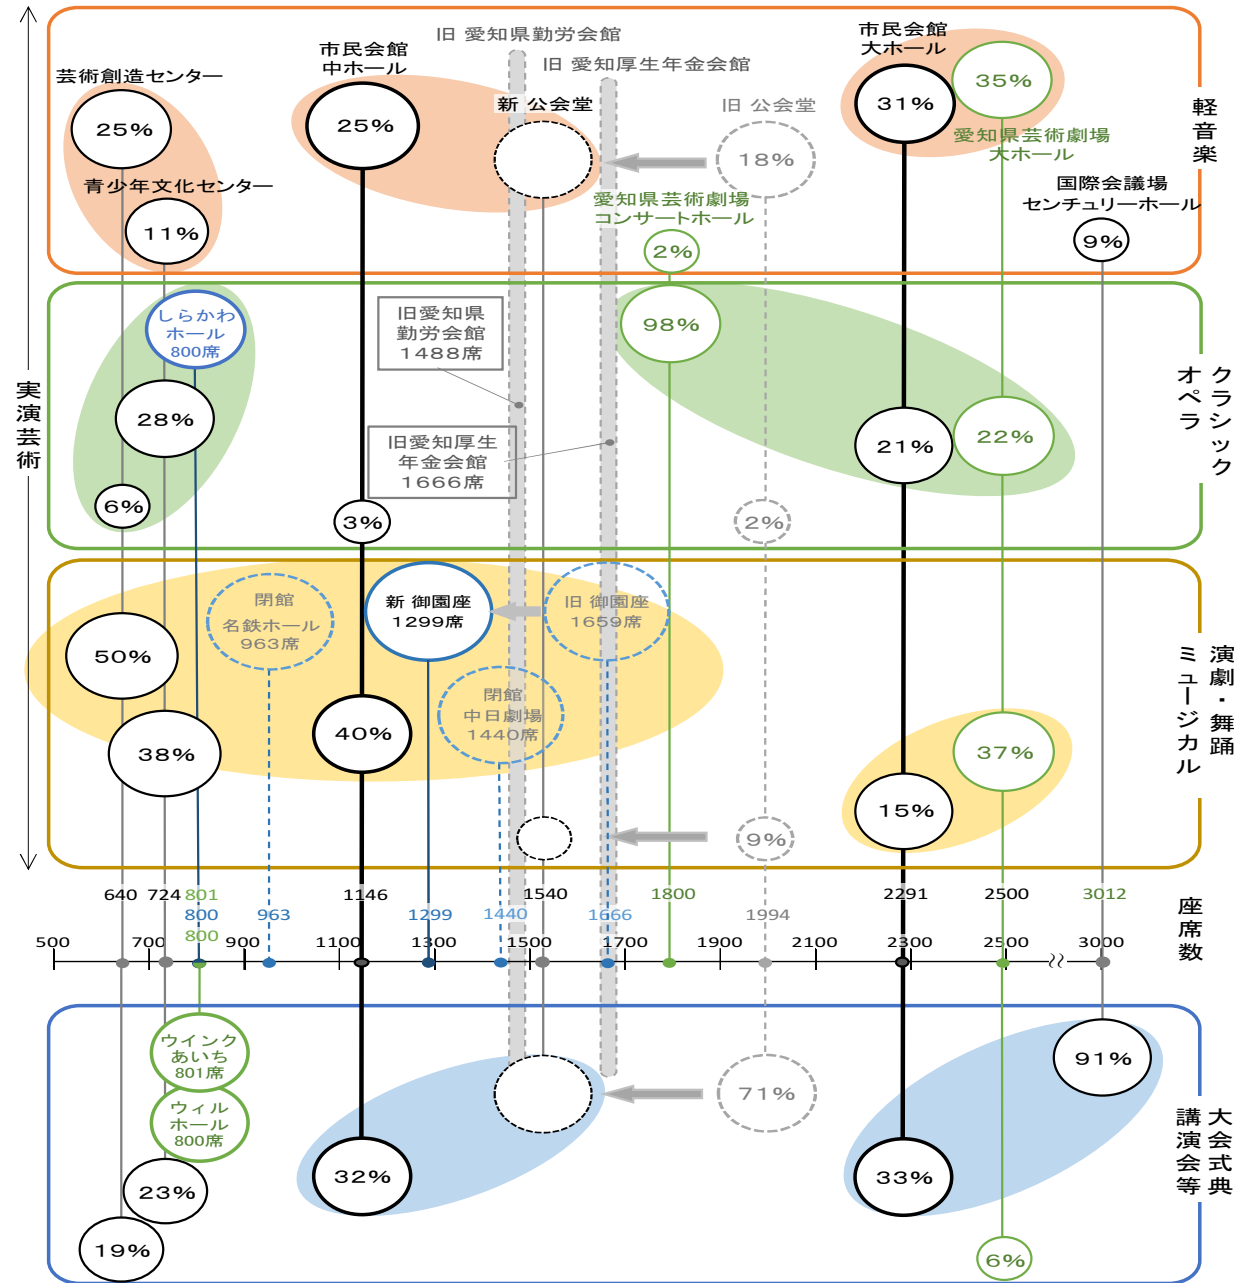 旧 愛知県勤労会館
市民会館
中ホール
市民会館
大ホール
旧 愛知厚生年金会館
芸術創造センター
新 公会堂
旧 公会堂
25%
25%
18%
31%
35%
愛知県芸術劇場
大ホール
青少年文化センター
11%
愛知県芸術劇場
コンサートホール
2%
国際会議場
センチュリーホール
9%
軽音楽
しらかわ
ホール
800席
旧愛知県
勤労会館
1488席
98%
28%
21%
22%
旧愛知厚生
年金会館
1666席
6%
3%
2%
クラシック
オペラ
実演芸術
閉館
名鉄ホール
963席
新 御園座
1299席
旧 御園座
1659席
50%
閉館
中日劇場
1440席
38%
40%
37%
15%
9%
演劇・舞踊
ミュージカル
640
724
801
800
800
963
1146
1299
1440
1540
1666
1800
1994
2291
2500
3012
座席数
500
700
900
1100
1300
1500
1700
1900
2100
2300
2500
3000
ウインク
あいち
801席
ウィル
ホール
800席
71%
91%
23%
32%
33%
19%
6%
大会式典
講演会等